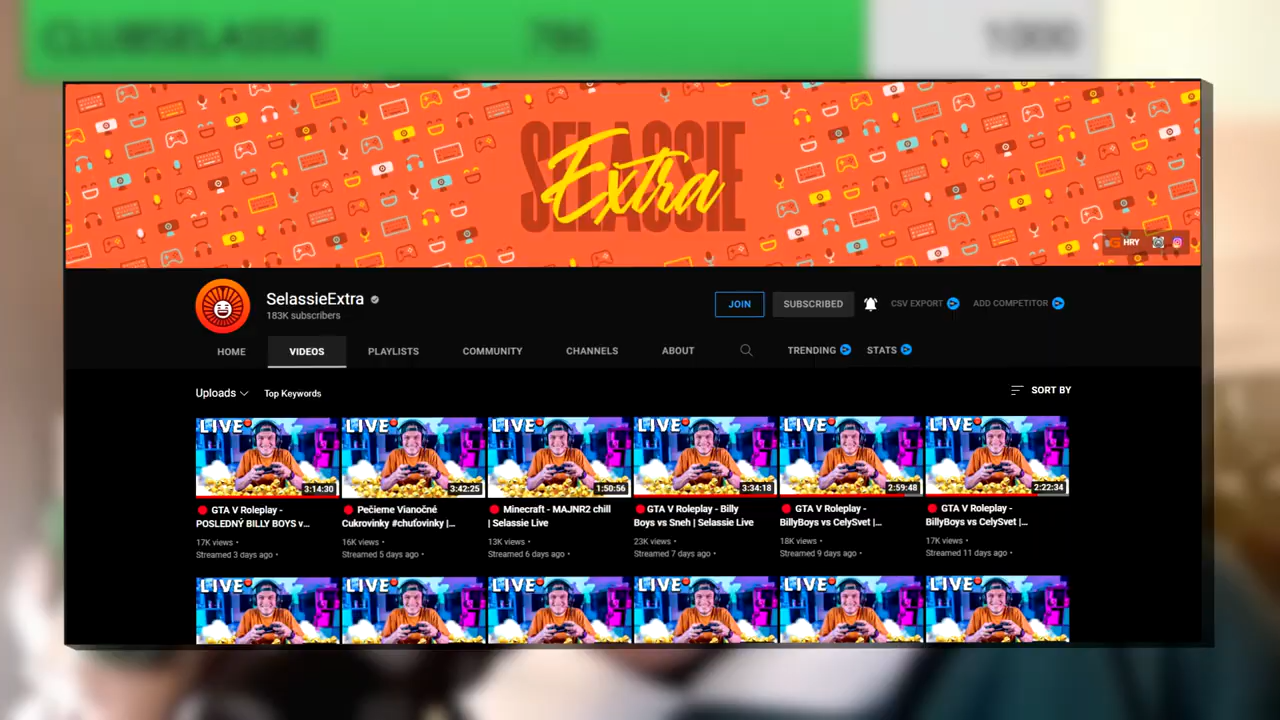 CLUBSELASSIE 785 1000
SELASSIE
Extra
HRY
SelassieExtra
183K subscribers
JOIN SUBSCRIBED CSV EXPORT ADD COMPETITOR
HOME VIDEOS PLAYLISTS COMMUNITY CHANNELS ABOUT TRENDING STATS
Uploads Top Keywords SORT BY
LIVE LIVE LIVE LIVE LIVE LIVE
3:14:30 3:42:25 1:50:56 3:34:18 2:59:48 2:22:34
GTA V Roleplay -
POSLEDNÝ BILLY BOYS v...
17K views •
Streamed 3 days ago •
Pečieme Vianočné
Cukrovinky #chuťovinky |...
16K views •
Streamed 5 days ago •
Minecraft - MAJNR2 chill
| Selassie Live
13K views •
Streamed 6 days ago •
GTA V Roleplay - Billy
Boys vs Sneh | Selassie Live
23K views •
Streamed 7 days ago •
GTA V Roleplay -
BillyBoys vs CelySvet |...
18K views •
Streamed 9 days ago •
GTA V Roleplay -
BillyBoys vs CelySvet |...
17K views •
Streamed 11 days ago •
LIVE LIVE LIVE LIVE LIVE LIVE